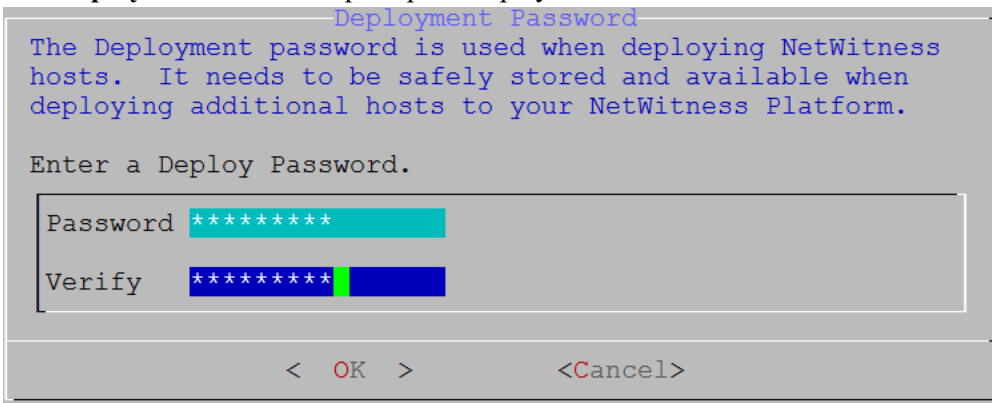 Deployment Password
The Deployment password is used when deploying NetWitness
hosts.  It needs to be safely stored and available when
deploying additional hosts to your NetWitness Platform.
Enter a Deploy Password.
Password *********
Verify *********
<  OK  > <Cancel>